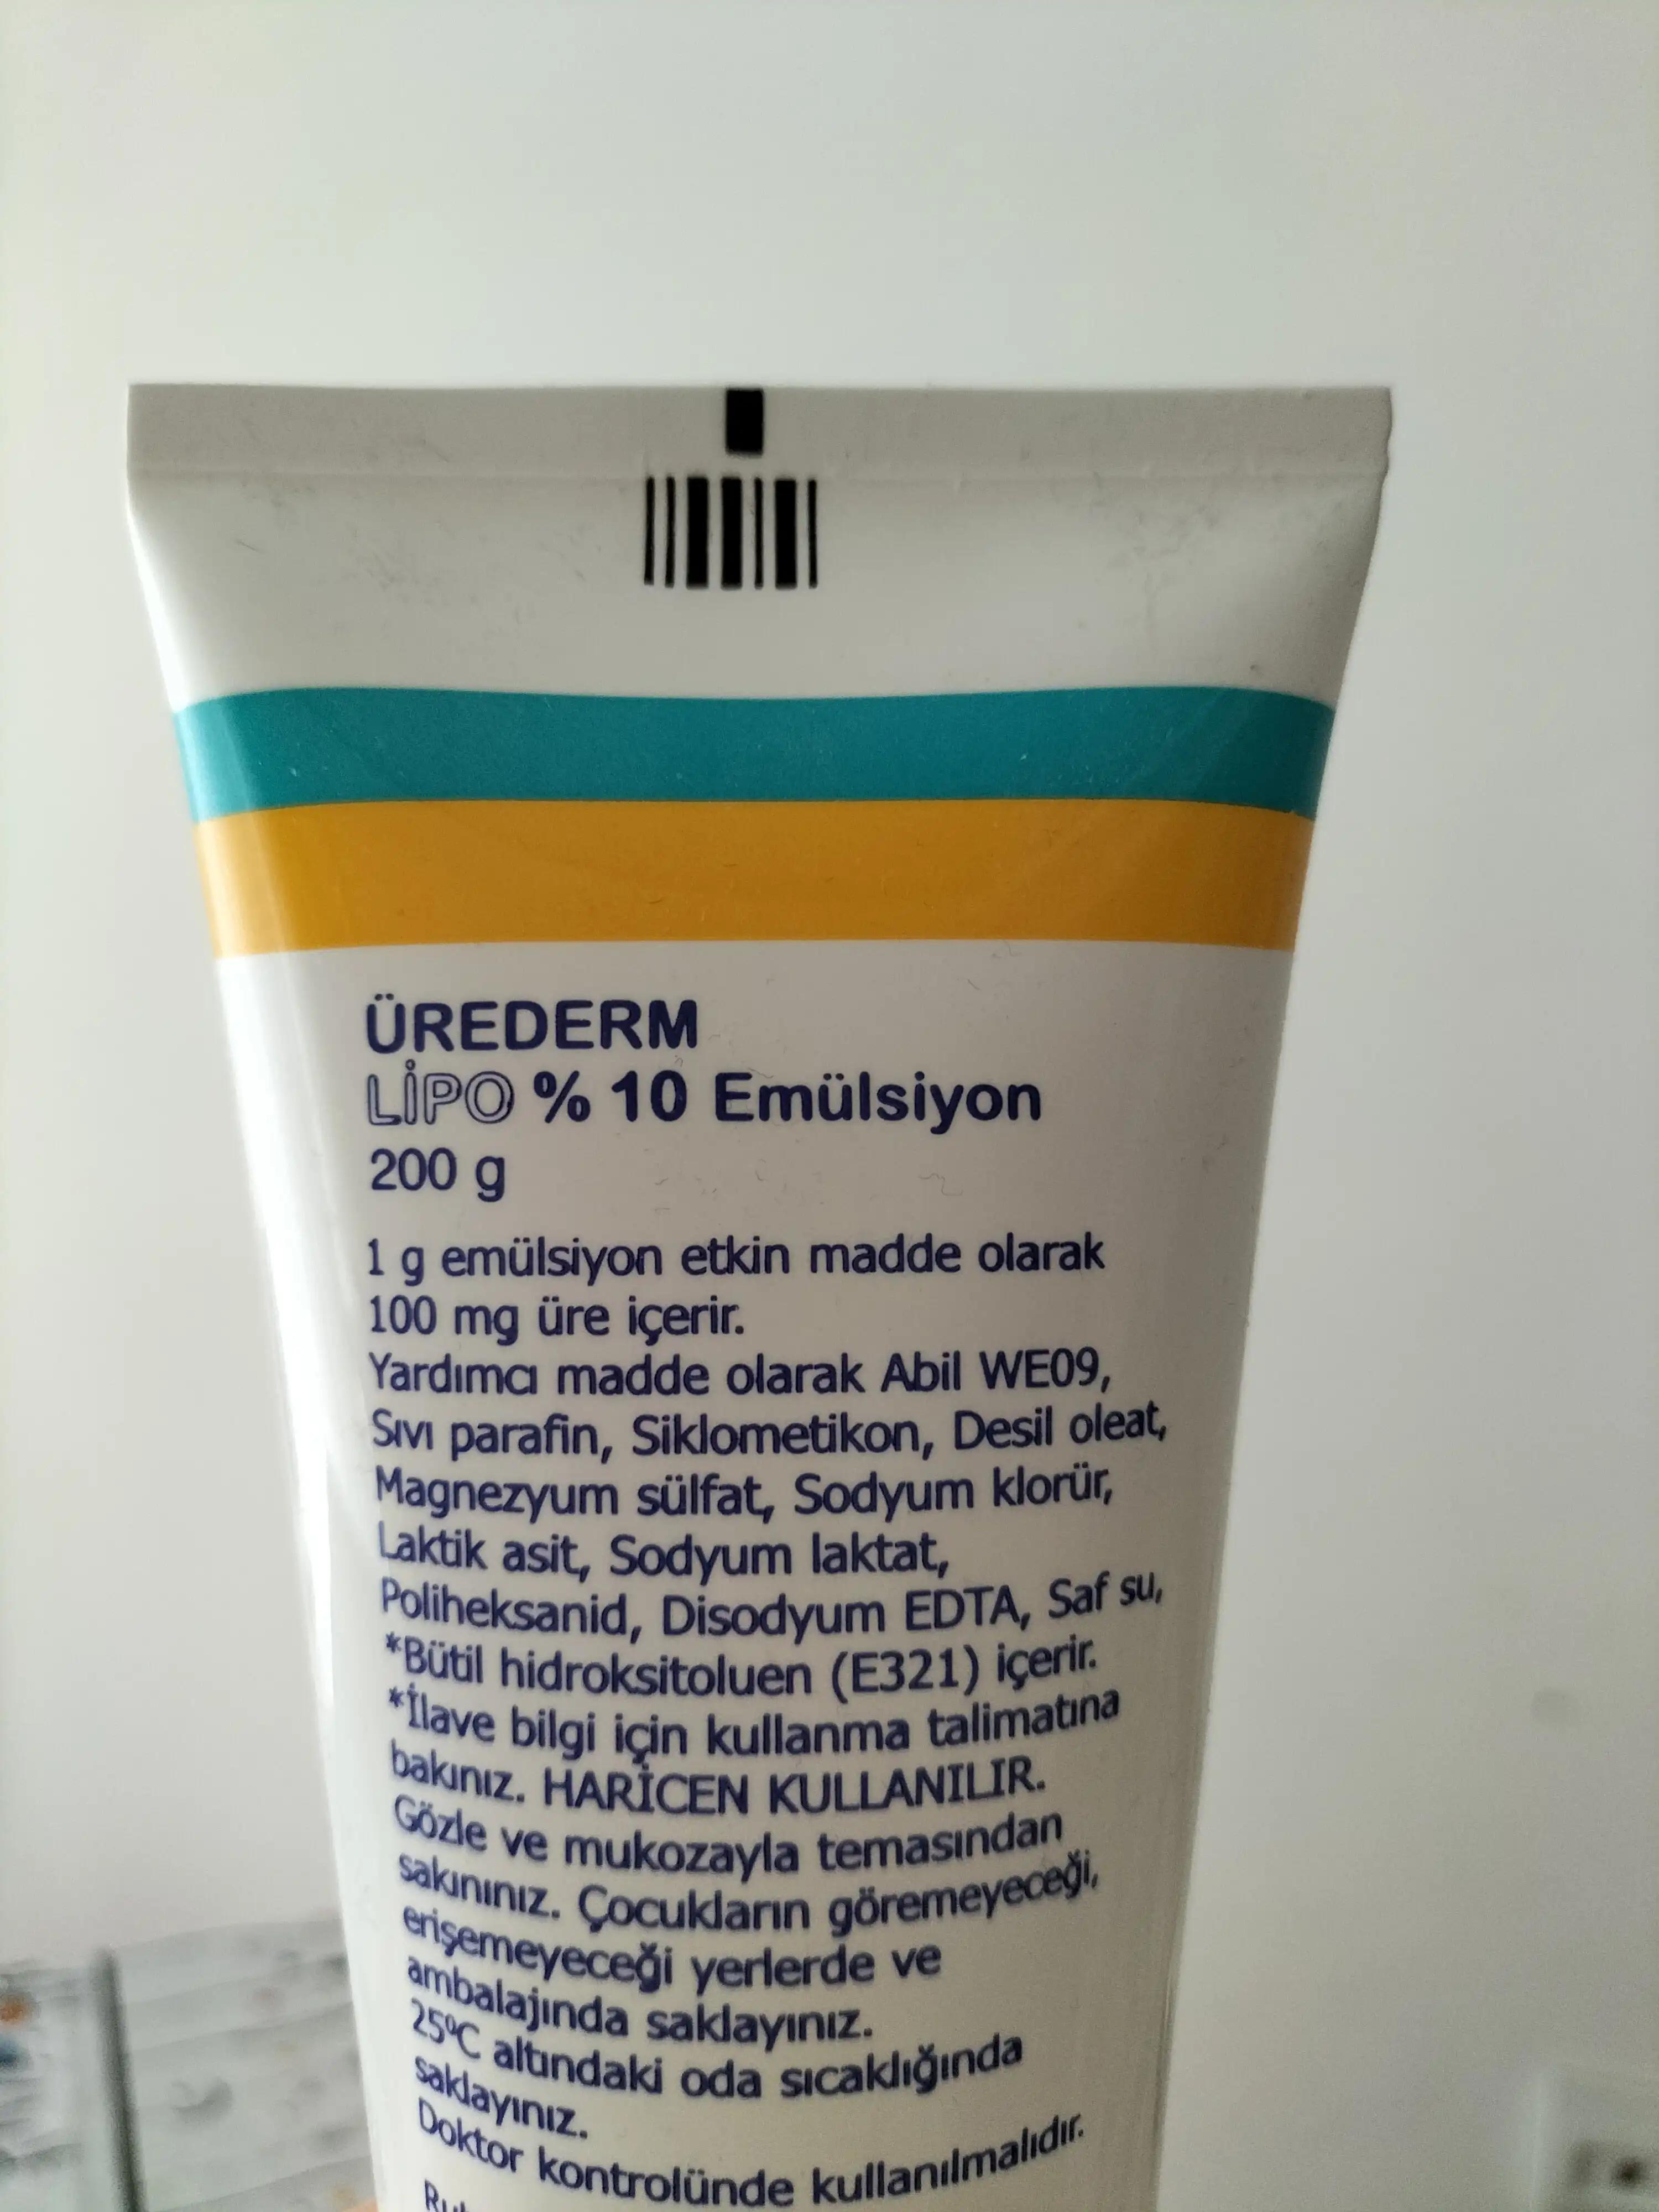 ÜREDERM
LİPO % 10 Emülsiyon
200 g
1 g emülsiyon etkin madde olarak
100 mg üre içerir.
Yardımcı madde olarak Abil WE09,
Sıvı parafin, Siklometikon, Desil oleat,
Magnezyum sülfat, Sodyum klorür,
Laktik asit, Sodyum laktat,
Poliheksanid, Disodyum EDTA, Saf su,
*Bütil hidroksitoluen (E321) içerir.
*İlave bilgi için kullanma talimatına
bakınız. HARİCEN KULLANILIR.
Gözle ve mukozayla temasından
sakınınız. Çocukların göremeyeceği,
erişemeyeceği yerlerde ve
ambalajında saklayınız.
25ºC altındaki oda sıcaklığında
saklayınız.
Doktor kontrolünde kullanılmalıdır.